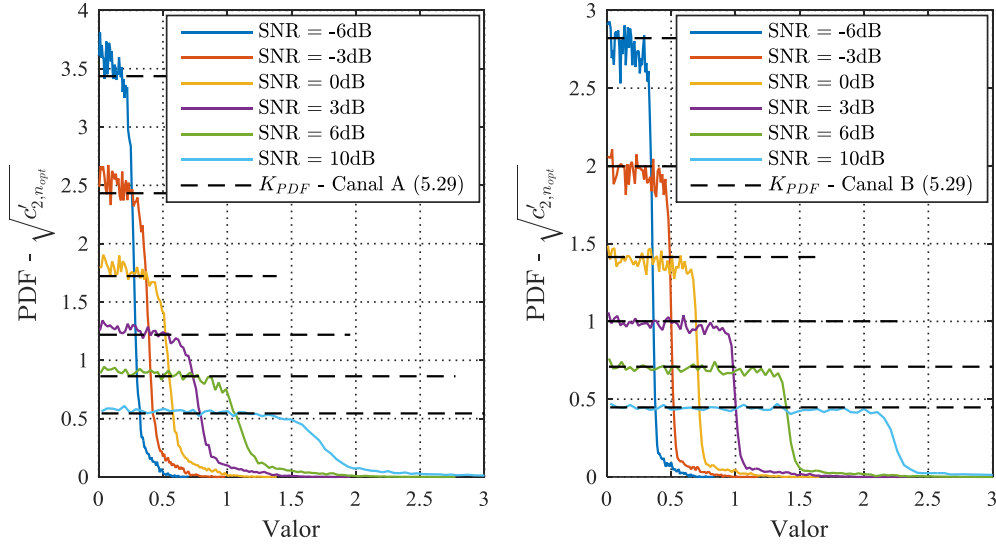 PDF - √c′2,nopt
4
3.5
3
2.5
2
1.5
1
0.5
0
SNR = -6dB
SNR = -3dB
SNR = 0dB
SNR = 3dB
SNR = 6dB
SNR = 10dB
KPDF - Canal A (5.29)
0 0.5 1 1.5 2 2.5 3
Valor
PDF - √c′2,nopt
3
2.5
2
1.5
1
0.5
0
SNR = -6dB
SNR = -3dB
SNR = 0dB
SNR = 3dB
SNR = 6dB
SNR = 10dB
KPDF - Canal B (5.29)
0 0.5 1 1.5 2 2.5 3
Valor